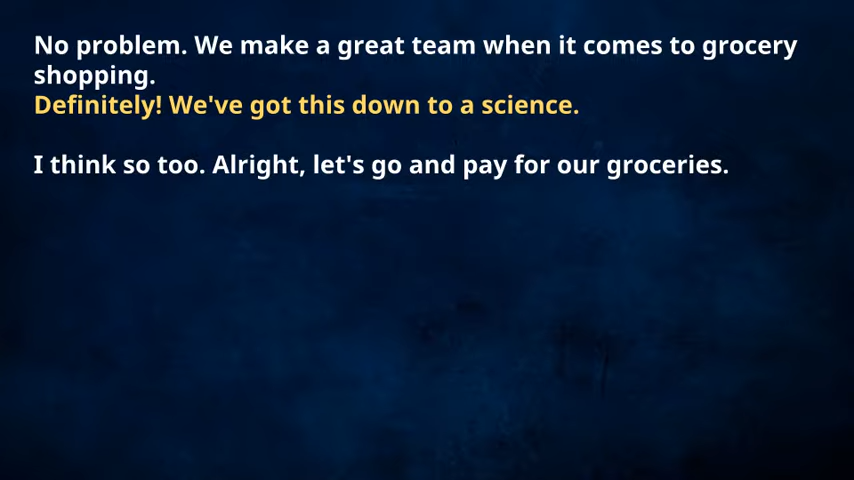 No problem. We make a great team when it comes to grocery
shopping.
Definitely! We've got this down to a science.
I think so too. Alright, let's go and pay for our groceries.